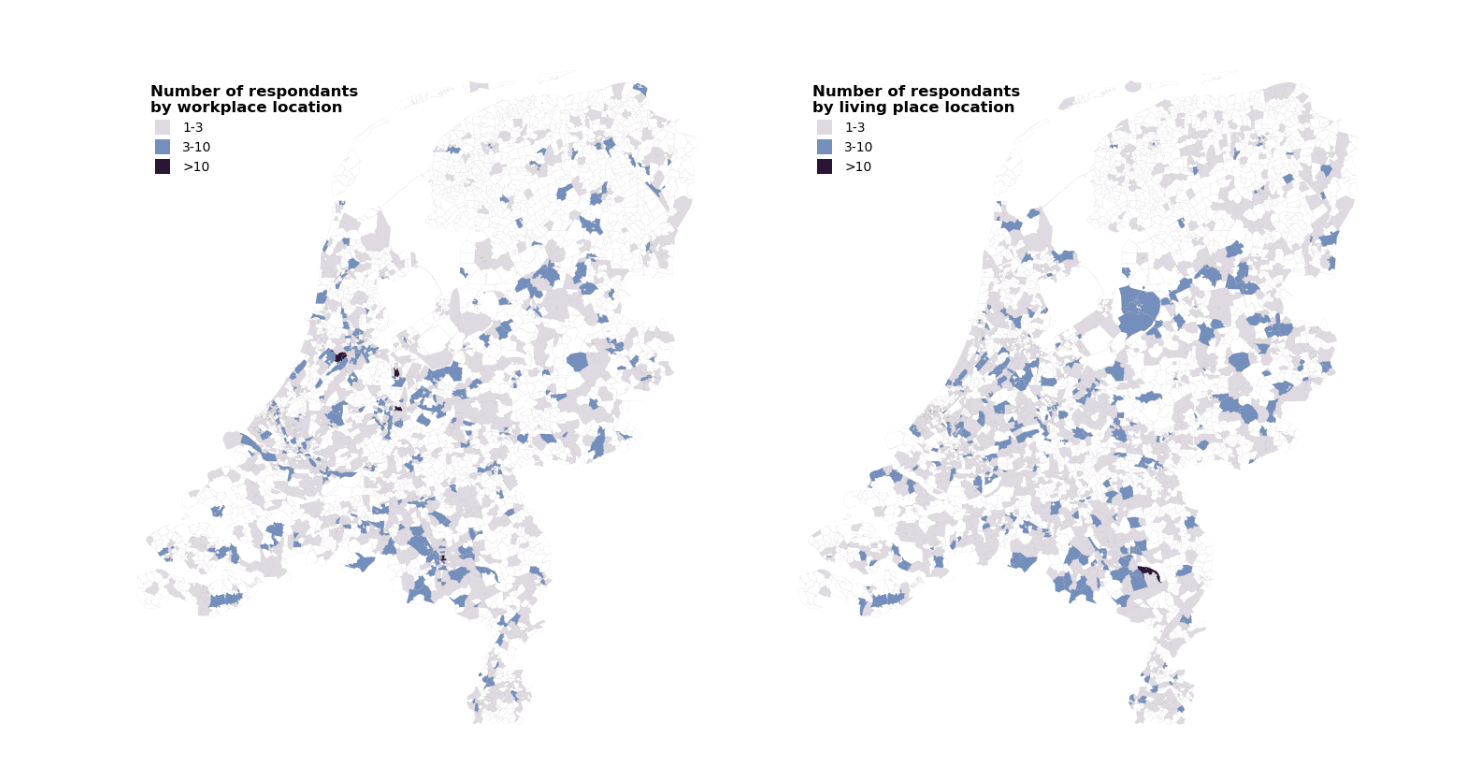 Number of respondants
by workplace location
1-3
3-10
>10
Number of respondants
by living place location
1-3
3-10
>10